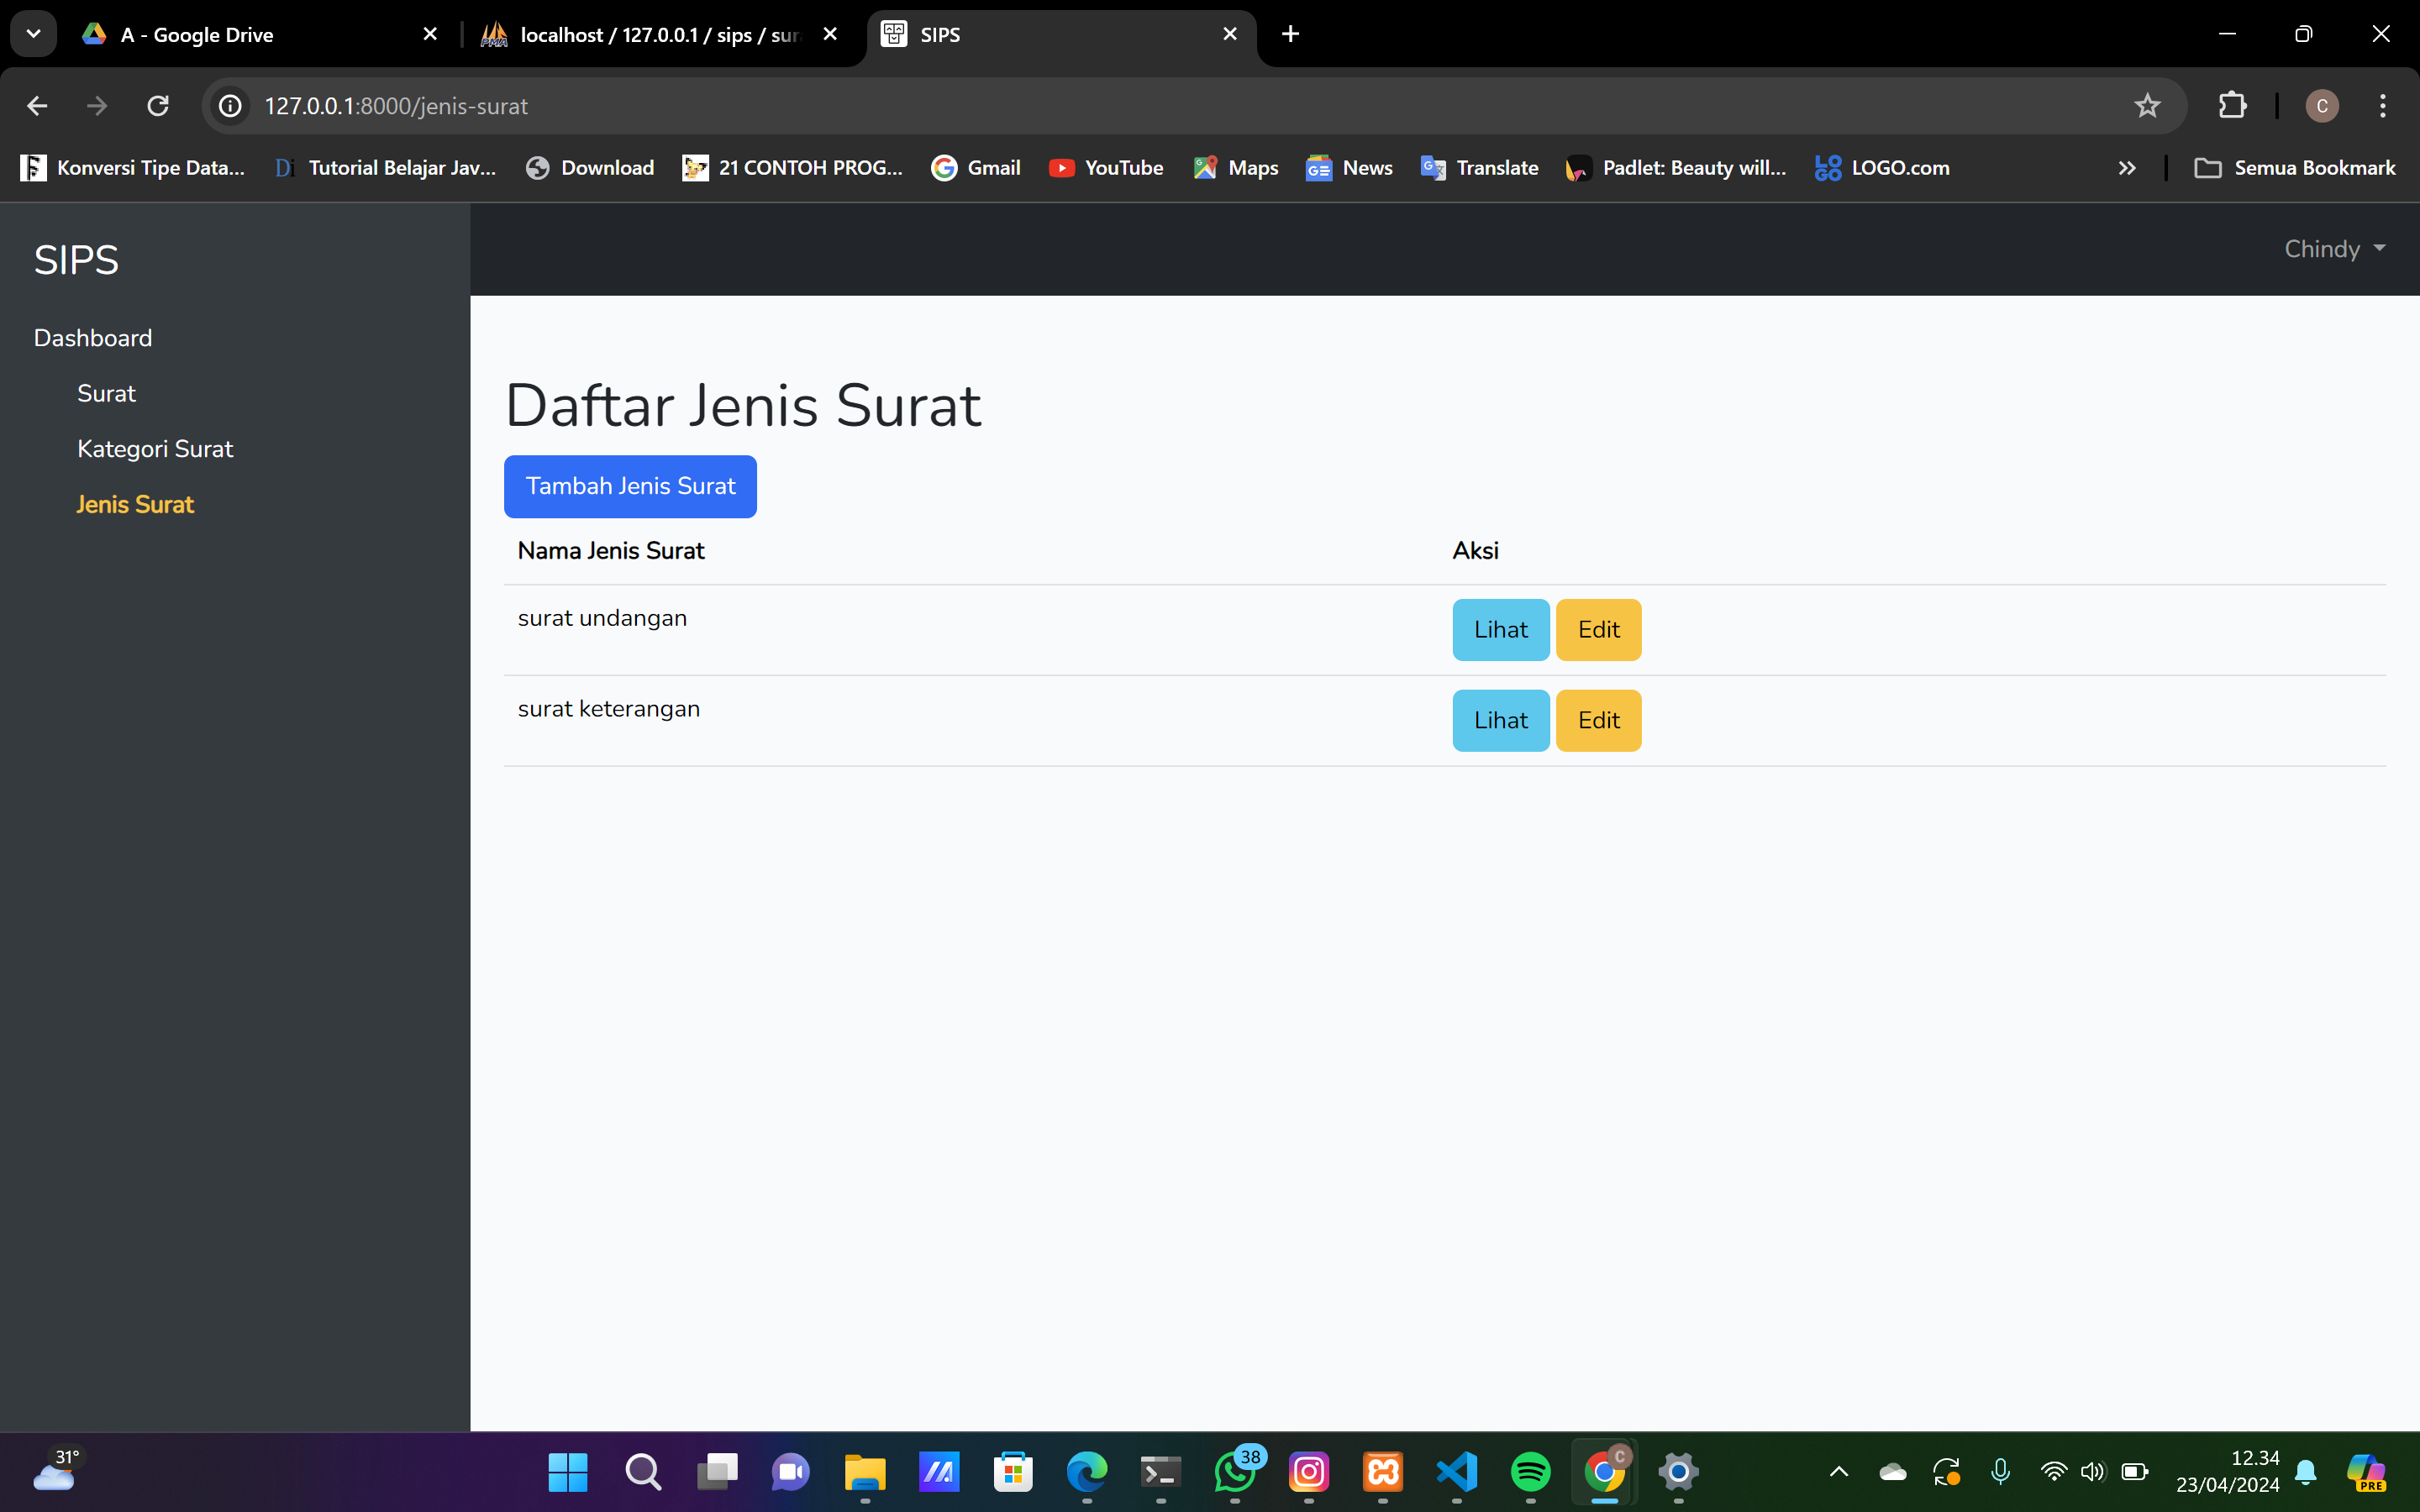 A - Google Drive
localhost / 127.0.0.1 / sips / sur
SIPS
127.0.0.1:8000/jenis-surat
C
Konversi Tipe Data...
Di Tutorial Belajar Jav...
Download
21 CONTOH PROG...
Gmail
YouTube
Maps
News
Translate
Padlet: Beauty will...
LOGO.com
Semua Bookmark
SIPS
Chindy
Dashboard
Surat
Kategori Surat
Jenis Surat
Daftar Jenis Surat
Tambah Jenis Surat
Nama Jenis Surat Aksi
surat undangan Lihat Edit
surat keterangan Lihat Edit
31°
38
C
12.34
23/04/2024
PRE